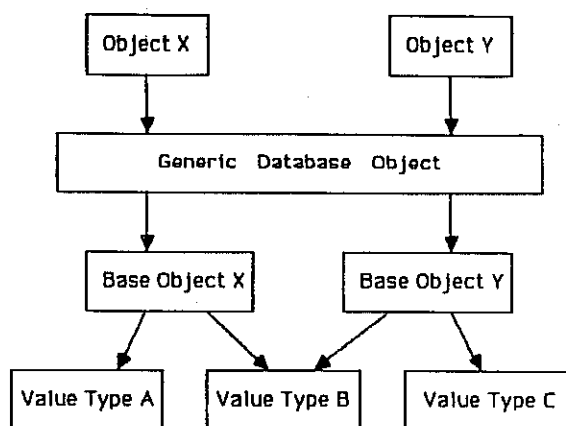 Object X
Object Y
Generic Database Object
Base Object X
Base Object Y
Value Type A
Value Type B
Value Type C